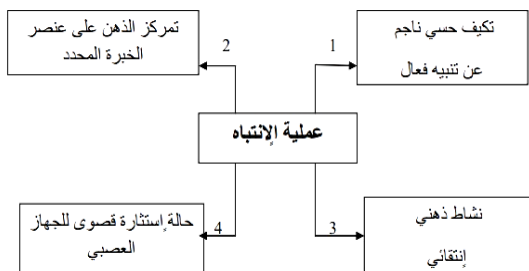 تكيف حسي ناجم
عن تنبيه فعال
1
تمركز الذهن على عنصر
الخبرة المحدد
2
عملية الإنتباه
نشاط ذهني
إنتقائي
3
حالة إستثارة قصوى للجهاز
العصبي
4